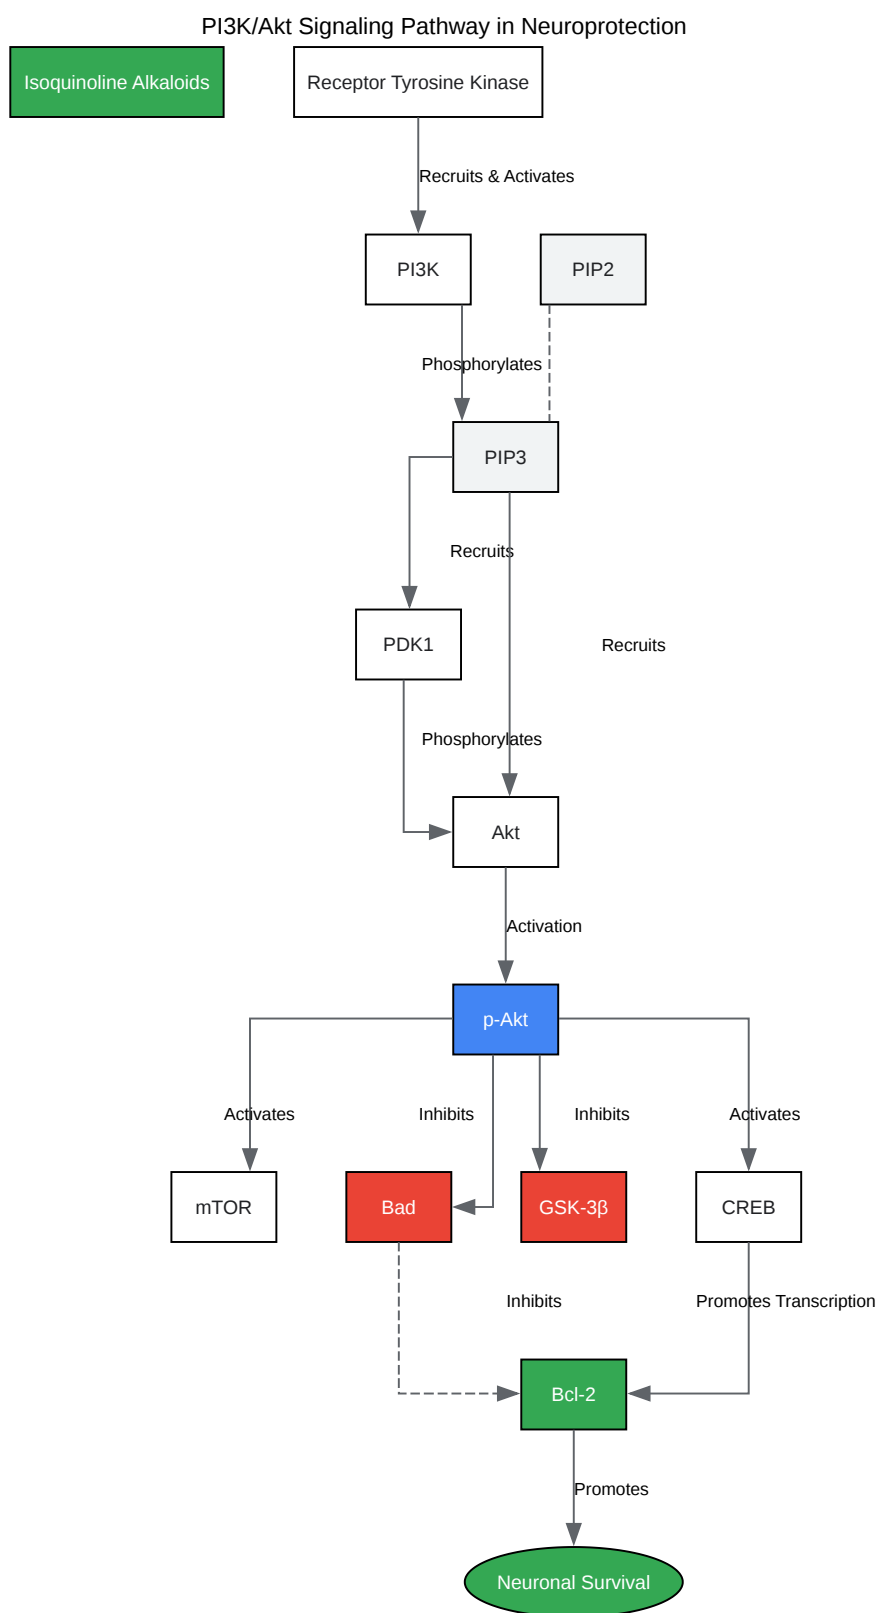 PI3K/Akt Signaling Pathway in Neuroprotection
Isoquinoline Alkaloids
Receptor Tyrosine Kinase
Recruits & Activates
PI3K
PIP2
Phosphorylates
PIP3
Recruits
PDK1
Recruits
Phosphorylates
Akt
Activation
p-Akt
Activates
Inhibits
Inhibits
Activates
mTOR
Bad
GSK-3β
CREB
Inhibits
Promotes Transcription
Bcl-2
Promotes
Neuronal Survival